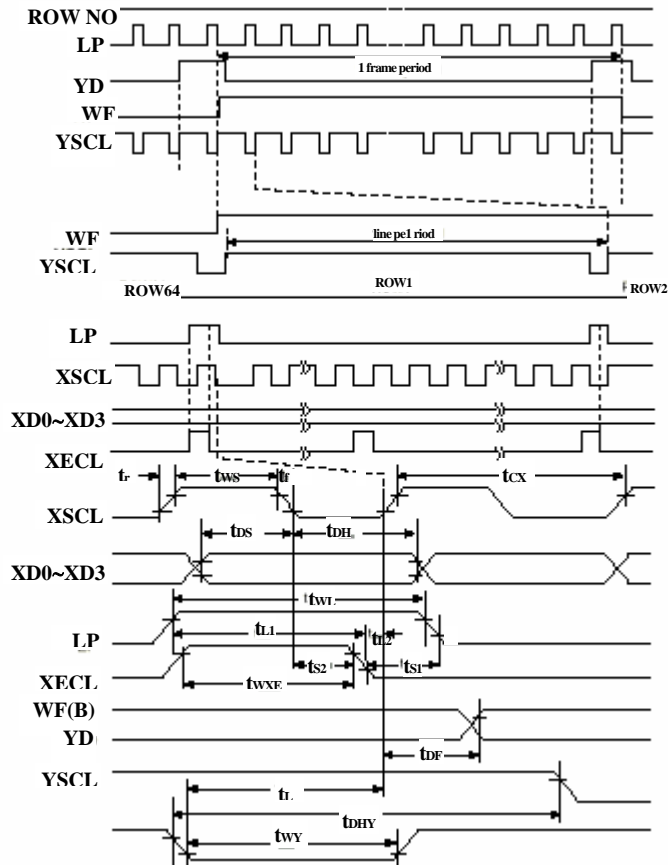 ROW NO
LP
1 frame period
YD
WF
YSCL
WF
line pe1 riod
YSCL
ROW64
ROW1
ROW2
LP
XSCL
XD0~XD3
XECL
tr
tWS
tf
tCX
XSCL
tDS
tDH
XD0~XD3
tWL
tL1
tL2
LP
tS2
tS1
XECL
tWXE
WF(B)
YD
tDF
YSCL
tL
tDHY
tWY